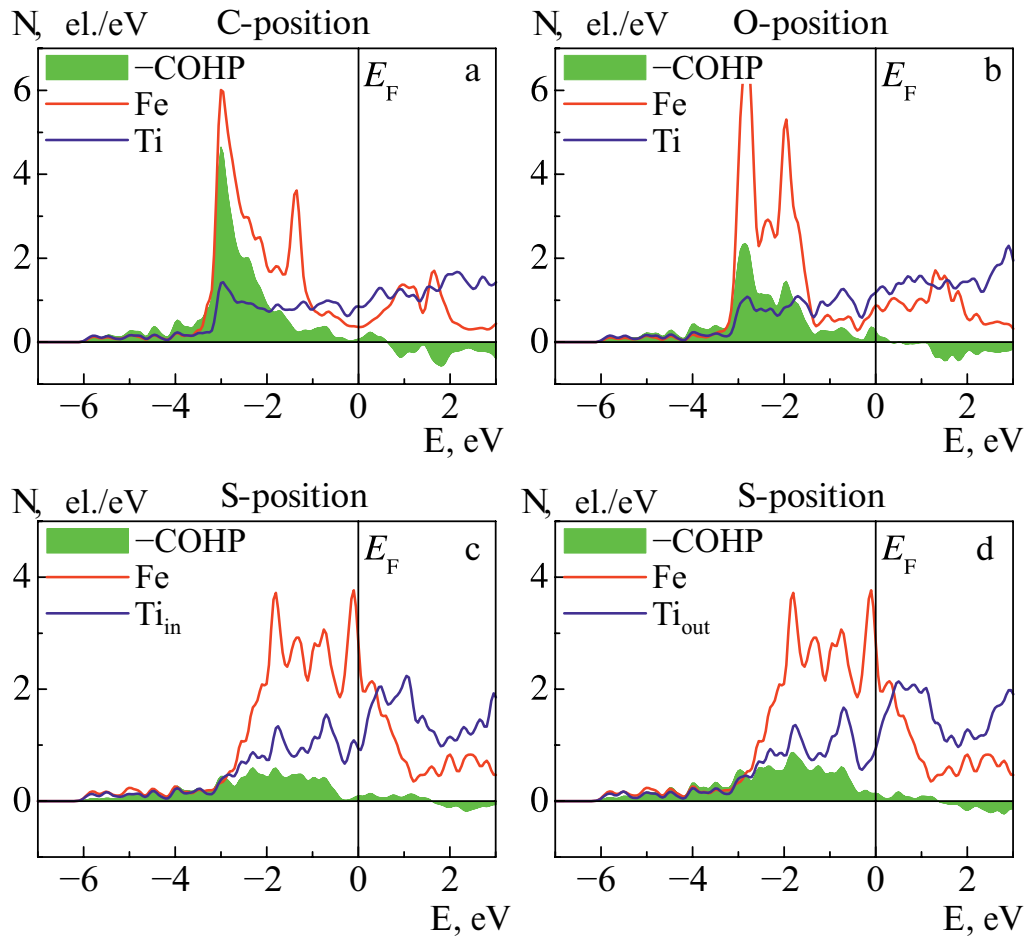 N, el./eV C-position
−COHP
Fe
Ti
E_F
a
6
4
2
0
−6 −4 −2 0 2
E, eV
N, el./eV O-position
−COHP
Fe
Ti
E_F
b
6
4
2
0
−6 −4 −2 0 2
E, eV
N, el./eV S-position
−COHP
Fe
Ti_in
E_F
c
4
2
0
−6 −4 −2 0 2
E, eV
N, el./eV S-position
−COHP
Fe
Ti_out
E_F
d
4
2
0
−6 −4 −2 0 2
E, eV